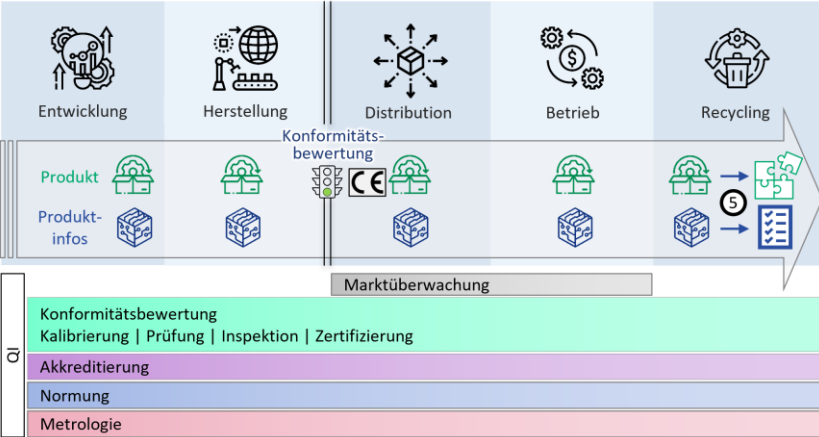 Entwicklung
Herstellung
Distribution
Betrieb
Recycling
Konformitäts-
bewertung
Produkt
CE
Produkt-
infos
5
Marktüberwachung
QI
Konformitätsbewertung
Kalibrierung | Prüfung | Inspektion | Zertifizierung
Akkreditierung
Normung
Metrologie